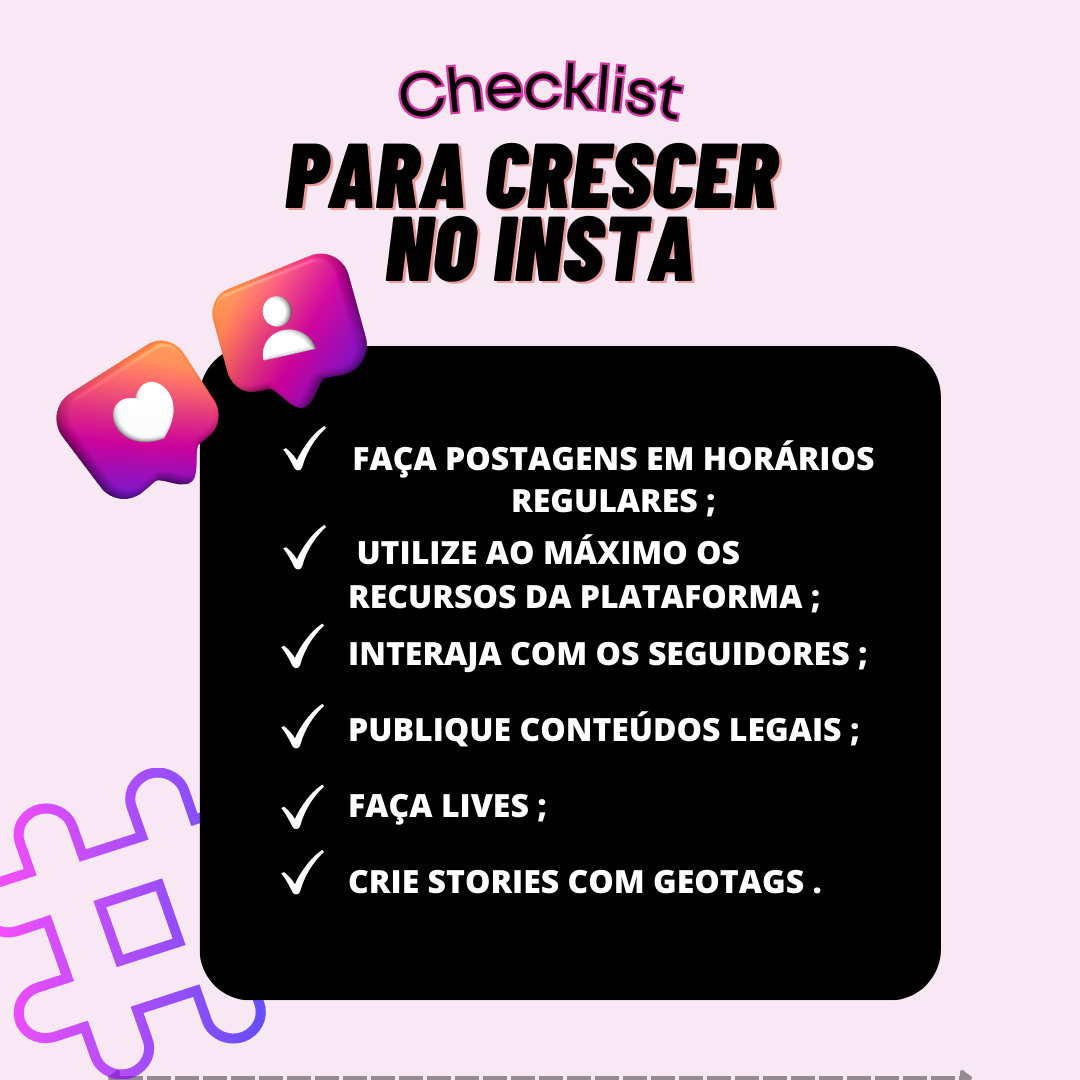 Checklist
PARA CRESCER
NO INSTA
FAÇA POSTAGENS EM HORÁRIOS
REGULARES ;
UTILIZE AO MÁXIMO OS
RECURSOS DA PLATAFORMA ;
INTERAJA COM OS SEGUIDORES ;
PUBLIQUE CONTEÚDOS LEGAIS ;
FAÇA LIVES ;
CRIE STORIES COM GEOTAGS .